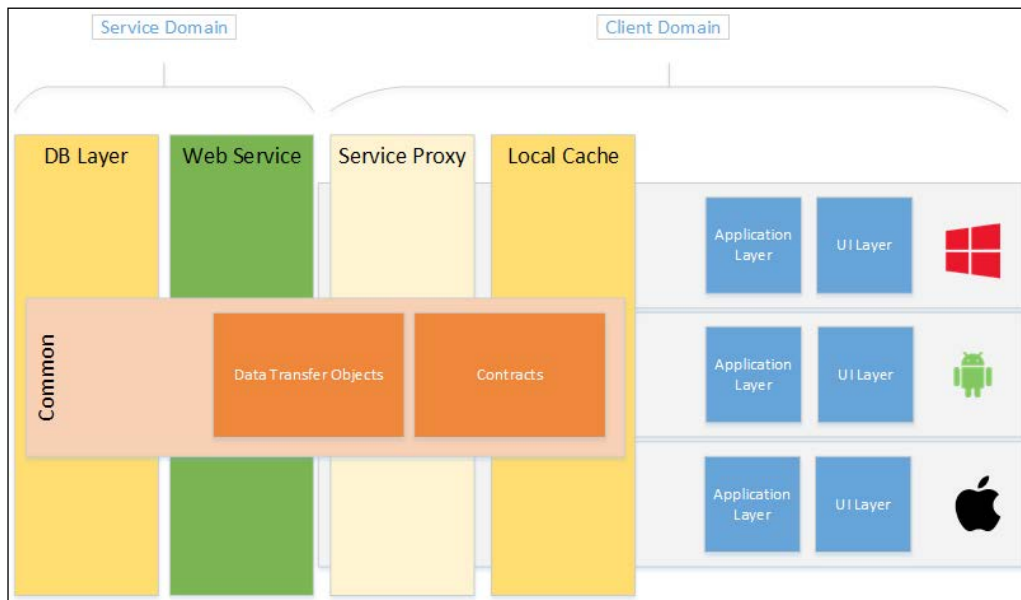 Service Domain
Client Domain
DB Layer
Web Service
Service Proxy
Local Cache
Application
Layer
UI Layer
Common
Data Transfer Objects
Contracts
Application
Layer
UI Layer
Application
Layer
UI Layer